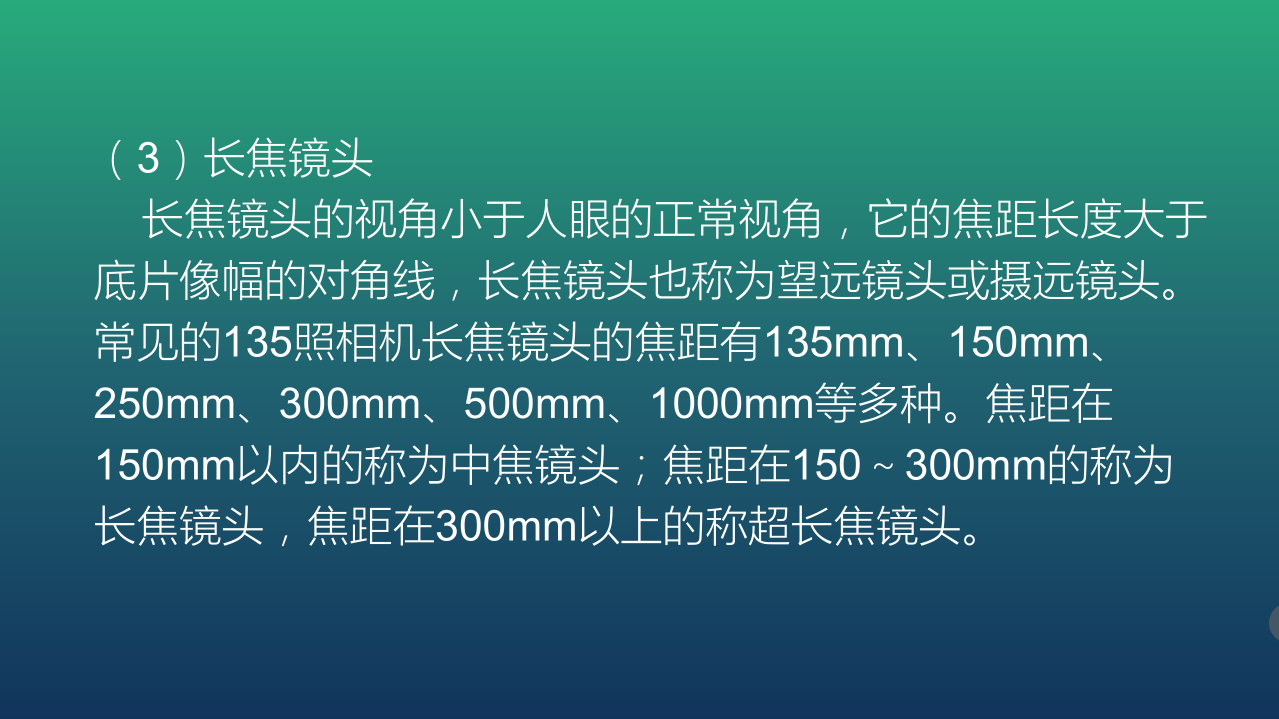 （3）长焦镜头
长焦镜头的视角小于人眼的正常视角，它的焦距长度大于
底片像幅的对角线，长焦镜头也称为望远镜头或摄远镜头。
常见的135照相机长焦镜头的焦距有135mm、150mm、
250mm、300mm、500mm、1000mm等多种。焦距在
150mm以内的称为中焦镜头；焦距在150～300mm的称为
长焦镜头，焦距在300mm以上的称超长焦镜头。